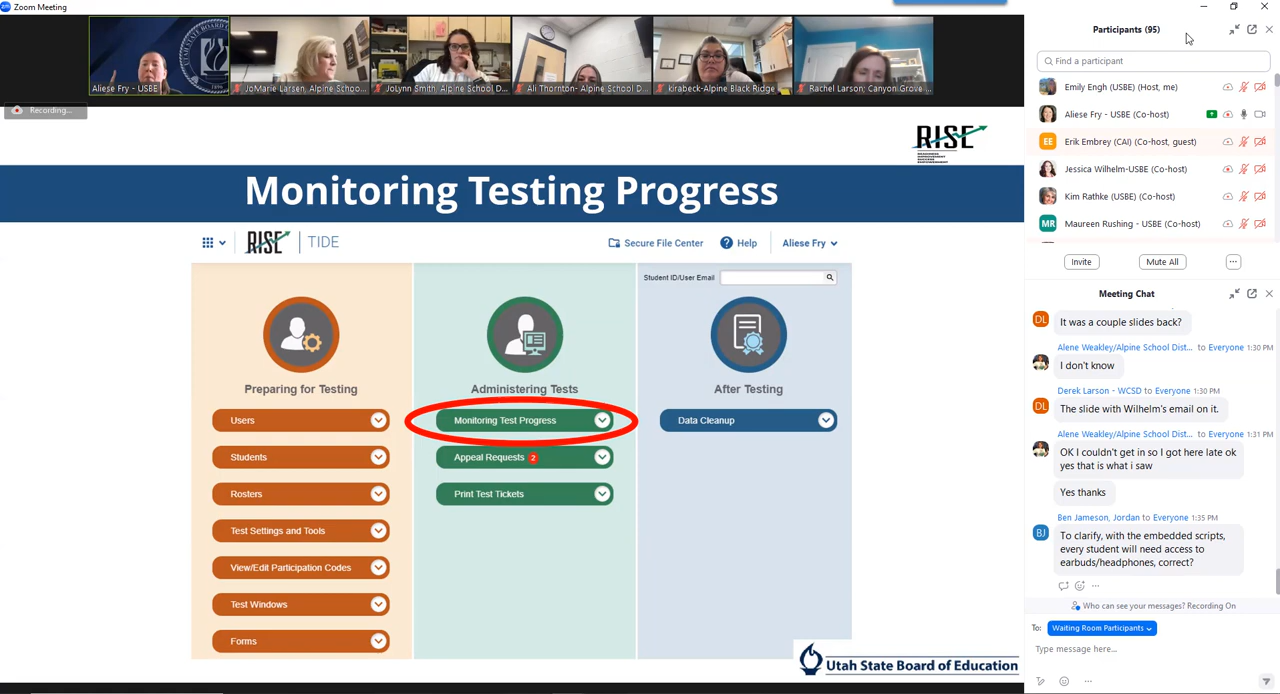 Zoom Meeting
Aliese Fry - USBE
JoMarie Larsen, Alpine Schoo...
JoLynn Smith, Alpine School D...
Ali Thornton- Alpine School D...
kirabeck-Alpine Black Ridge
Rachel Larson; Canyon Grove ...
Recording...
RISE
Monitoring Testing Progress
RISE
TIDE
Secure File Center
? Help
Aliese Fry
Student ID/User Email
Preparing for Testing
Users
Students
Rosters
Test Settings and Tools
View/Edit Participation Codes
Test Windows
Forms
Administering Tests
Monitoring Test Progress
Appeal Requests 2
Print Test Tickets
After Testing
Data Cleanup
Utah State Board of Education
Participants (95)
Find a participant
Emily Engh (USBE) (Host, me)
Aliese Fry - USBE (Co-host)
EE Erik Embrey (CAI) (Co-host, guest)
Jessica Wilhelm-USBE (Co-host)
Kim Rathke (USBE) (Co-host)
MR Maureen Rushing - USBE (Co-host)
Invite
Mute All
...
Meeting Chat
DL It was a couple slides back?
Alene Weakley/Alpine School Dist... to Everyone 1:30 PM
I don't know
Derek Larson - WCSD to Everyone 1:30 PM
DL The slide with Wilhelm's email on it.
Alene Weakley/Alpine School Dist... to Everyone 1:31 PM
OK I couldn't get in so I got here late ok
yes that is what i saw
Yes thanks
Ben Jameson, Jordan to Everyone 1:35 PM
BJ To clarify, with the embedded scripts,
every student will need access to
earbuds/headphones, correct?
...
Who can see your messages? Recording On
To: Waiting Room Participants
Type message here...
...